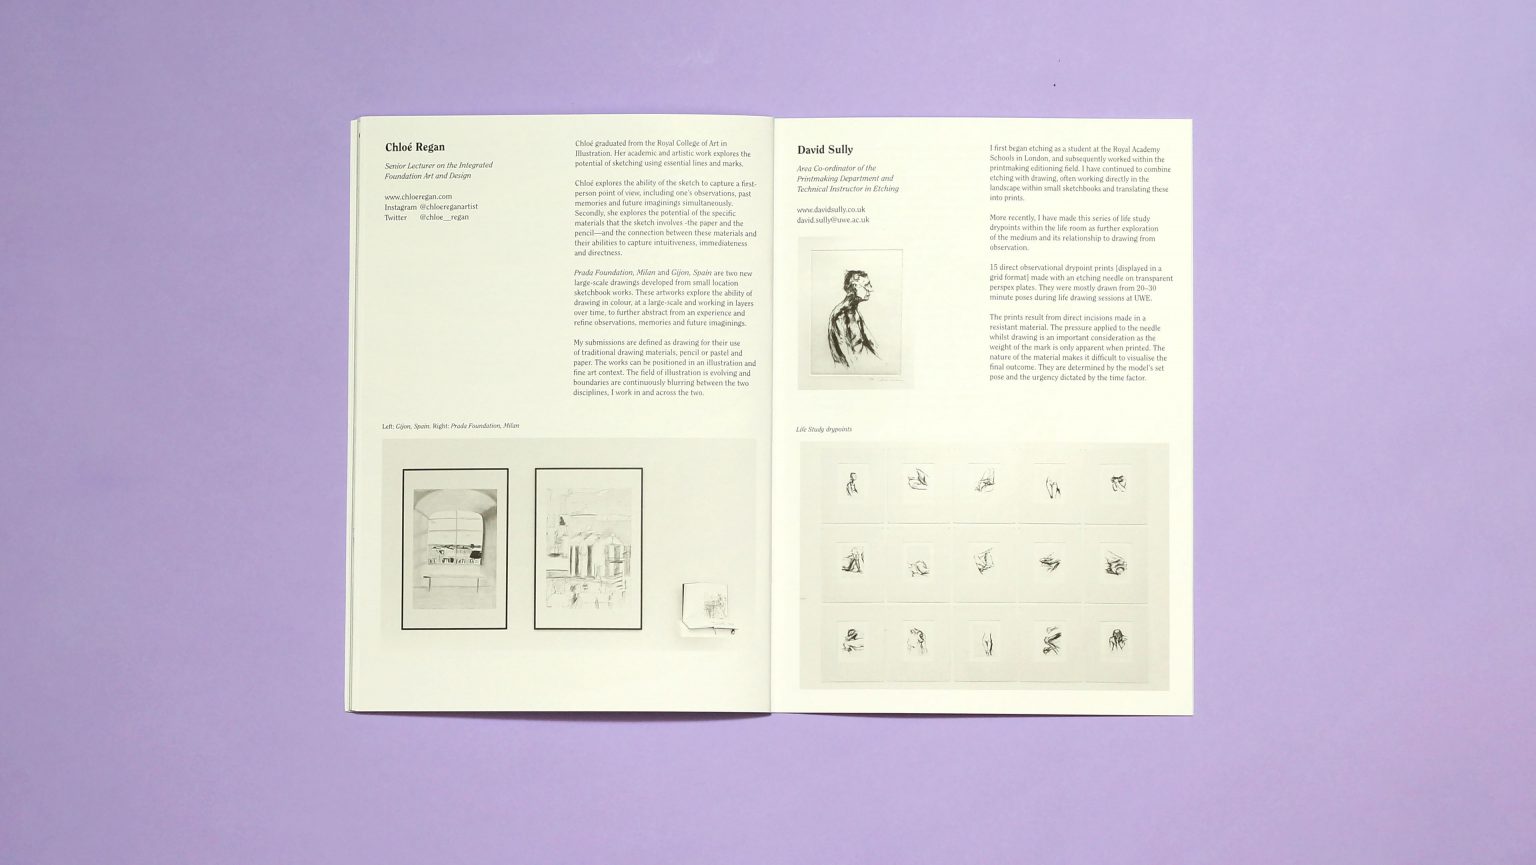 Chloé Regan
Senior Lecturer on the Integrated
Foundation Art and Design
www.chloeregan.com
Instagram @chloereganartist
Twitter @chloe__regan
Chloé graduated from the Royal College of Art in
Illustration. Her academic and artistic work explores the
potential of sketching using essential lines and marks.
Chloé explores the ability of the sketch to capture a first-
person point of view, including one's observations, past
memories and future imaginings simultaneously.
Secondly, she explores the potential of the specific
materials that the sketch involves -the paper and the
pencil—and the connection between these materials and
their abilities to capture intuitiveness, immediateness
and directness.
Prada Foundation, Milan and Gijon, Spain are two new
large-scale drawings developed from small location
sketchbook works. These artworks explore the ability of
drawing in colour, at a large-scale and working in layers
over time, to further abstract from an experience and
refine observations, memories and future imaginings.
My submissions are defined as drawing for their use
of traditional drawing materials, pencil or pastel and
paper. The works can be positioned in an illustration and
fine art context. The field of illustration is evolving and
boundaries are continuously blurring between the two
disciplines, I work in and across the two.
Left: Gijon, Spain. Right: Prada Foundation, Milan
David Sully
Area Co-ordinator of the
Printmaking Department and
Technical Instructor in Etching
www.davidsully.co.uk
david.sully@uwe.ac.uk
I first began etching as a student at the Royal Academy
Schools in London, and subsequently worked within the
printmaking editioning field. I have continued to combine
etching with drawing, often working directly in the
landscape within small sketchbooks and translating these
into prints.
More recently, I have made this series of life study
drypoints within the life room as further exploration
of the medium and its relationship to drawing from
observation.
15 direct observational drypoint prints [displayed in a
grid format] made with an etching needle on transparent
perspex plates. They were mostly drawn from 20–30
minute poses during life drawing sessions at UWE.
The prints result from direct incisions made in a
resistant material. The pressure applied to the needle
whilst drawing is an important consideration as the
weight of the mark is only apparent when printed. The
nature of the material makes it difficult to visualise the
final outcome. They are determined by the model's set
pose and the urgency dictated by the time factor.
Life Study drypoints